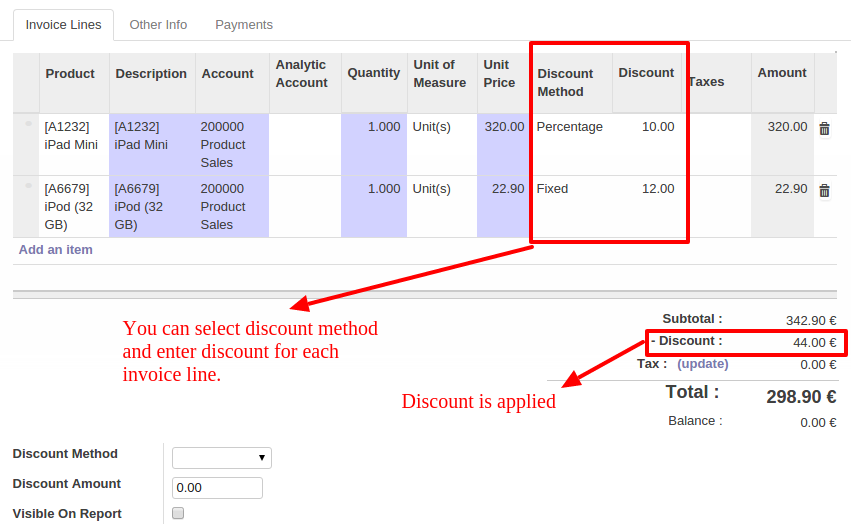 Invoice Lines Other Info Payments
Product Description Account Analytic Account Quantity Unit of Measure Unit Price Discount Method Discount Taxes Amount
[A1232] iPad Mini [A1232] iPad Mini 200000 Product Sales 1.000 Unit(s) 320.00 Percentage 10.00 320.00
[A6679] iPod (32 GB) [A6679] iPod (32 GB) 200000 Product Sales 1.000 Unit(s) 22.90 Fixed 12.00 22.90
Add an item
You can select discount method
and enter discount for each
invoice line.
Subtotal : 342.90 €
- Discount : 44.00 €
Tax : (update) 0.00 €
Discount is applied
Total : 298.90 €
Balance : 0.00 €
Discount Method
Discount Amount 0.00
Visible On Report